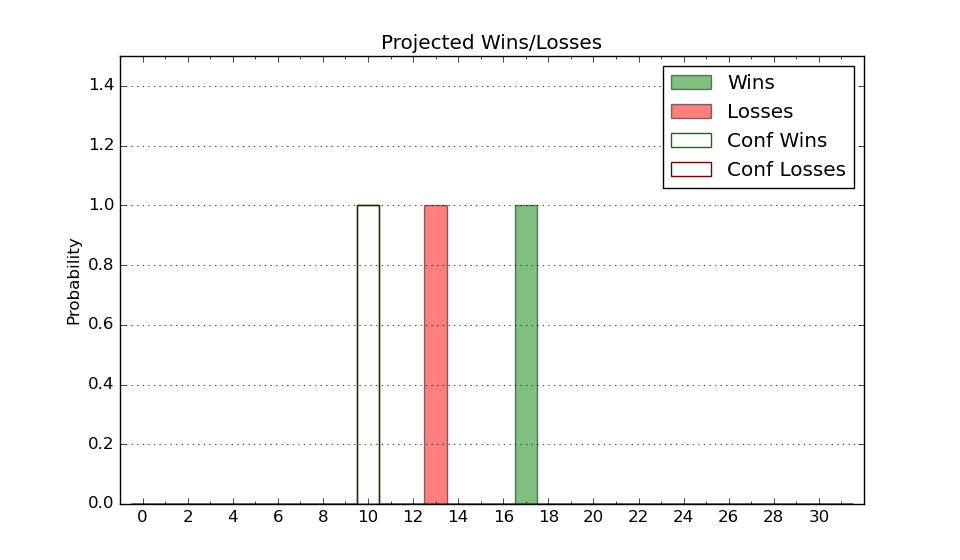 Projected Wins/Losses
Wins
Losses
Conf Wins
Conf Losses
Probability
1.4
1.2
1.0
0.8
0.6
0.4
0.2
0.0
0 2 4 6 8 10 12 14 16 18 20 22 24 26 28 30